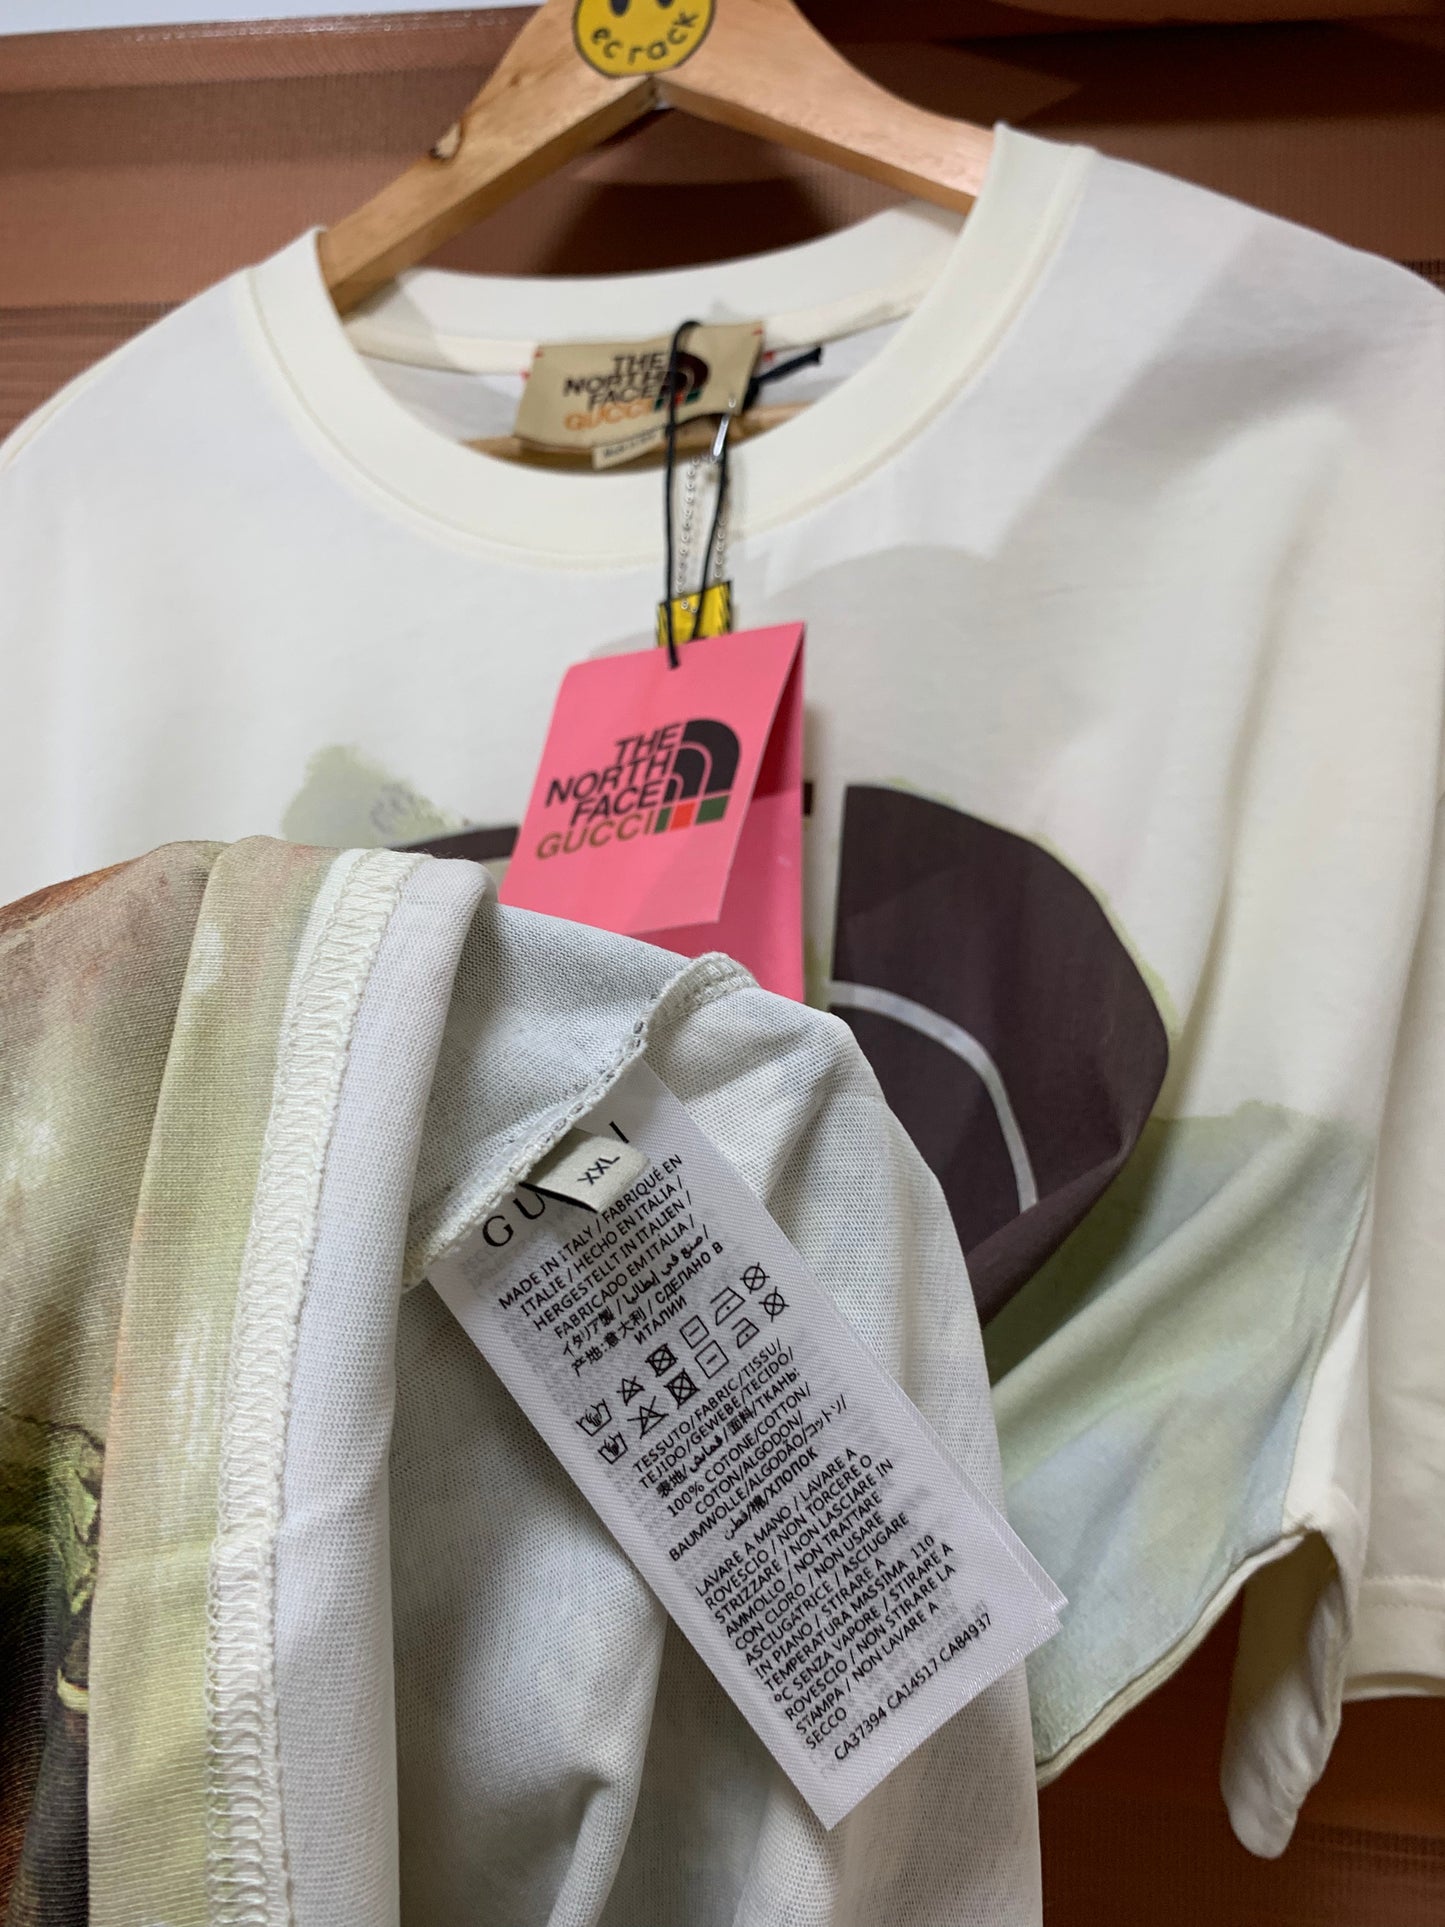 ec rack
THE
NORTH
FACE
GUCCI
THE
NORTH
FACE
GUCCI
XXL
MADE IN ITALY / FABRIQUÉ EN
ITALIE / HECHO EN ITALIA /
HERGESTELLT IN ITALIEN /
FABRICADO EM ITALIA /
イタリア製 / صنع في إيطاليا /
产地:意大利 / СДЕЛАНО В
ИТАЛИИ
TESSUTO/FABRIC/TISSU/
TEJIDO/GEWEBE/TECIDO/
表地/قماش/面料/ТКАНЬ:
100% COTONE/COTTON/
COTON/ALGODON/
BAUMWOLLE/ALGODÃO/コットン/
قطن/棉/ХЛОПОК
LAVARE A MANO / LAVARE A
ROVESCIO / NON TORCERE O
STRIZZARE / NON LASCIARE IN
AMMOLLO / NON TRATTARE
CON CLORO / NON USARE
ASCIUGATRICE / ASCIUGARE
IN PIANO / STIRARE A
TEMPERATURA MASSIMA 110
°C SENZA VAPORE / STIRARE A
ROVESCIO / NON STIRARE LA
STAMPA / NON LAVARE A
SECCO
CA37394 CA14517 CA84937